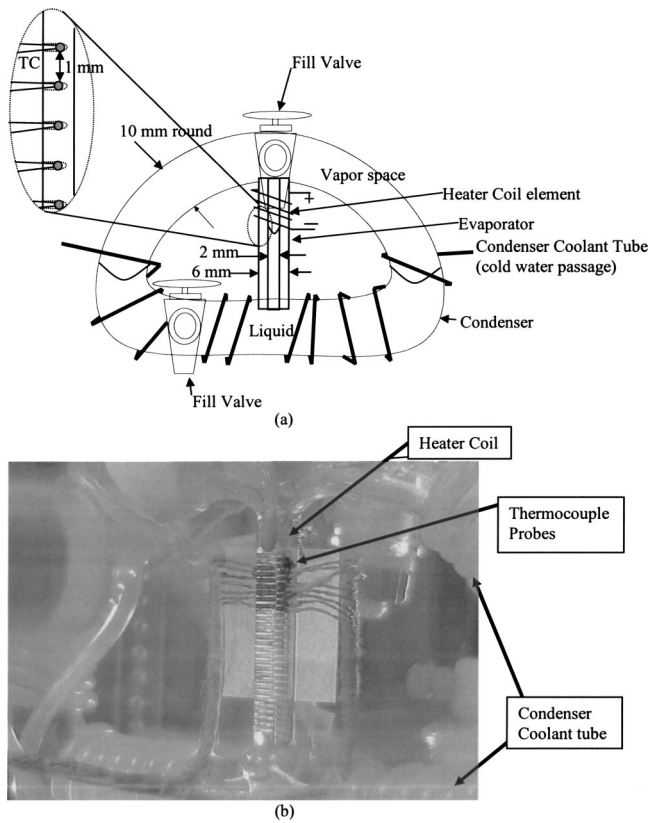 TC
1 mm
Fill Valve
10 mm round
Vapor space
+
Heater Coil element
=
Evaporator
Condenser Coolant Tube
(cold water passage)
2 mm
6 mm
Condenser
Liquid
Fill Valve
(a)
Heater Coil
Thermocouple
Probes
Condenser
Coolant tube
(b)